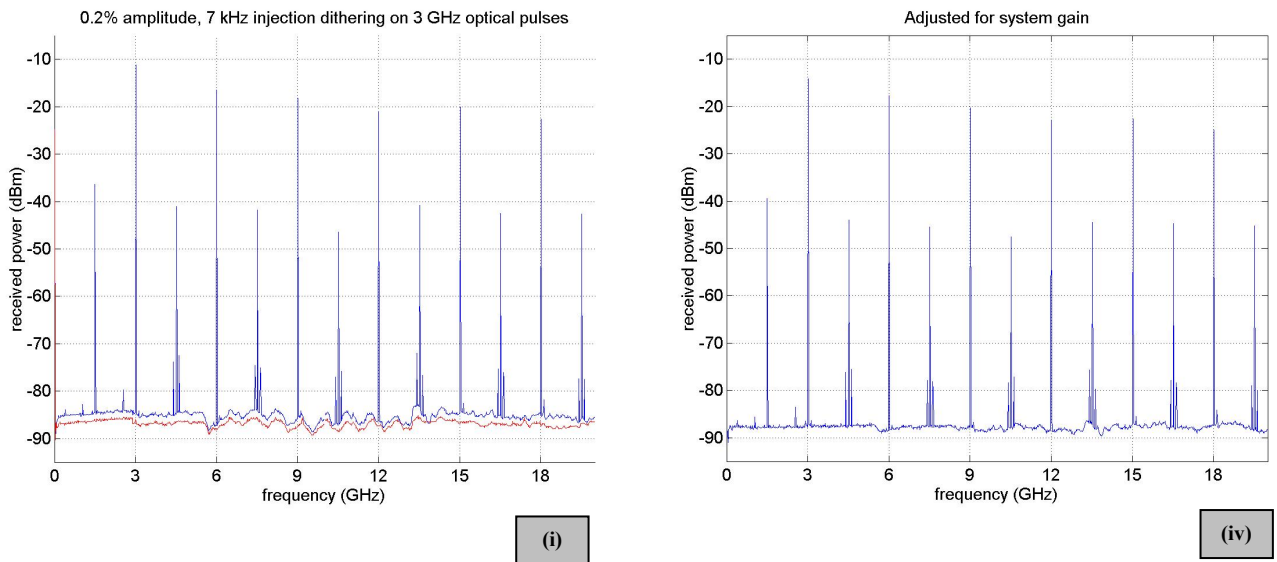 0.2% amplitude, 7 kHz injection dithering on 3 GHz optical pulses
received power (dBm)
-10
-20
-30
-40
-50
-60
-70
-80
-90
0 3 6 9 12 15 18
frequency (GHz)
(i)
Adjusted for system gain
received power (dBm)
-10
-20
-30
-40
-50
-60
-70
-80
-90
0 3 6 9 12 15 18
frequency (GHz)
(iv)